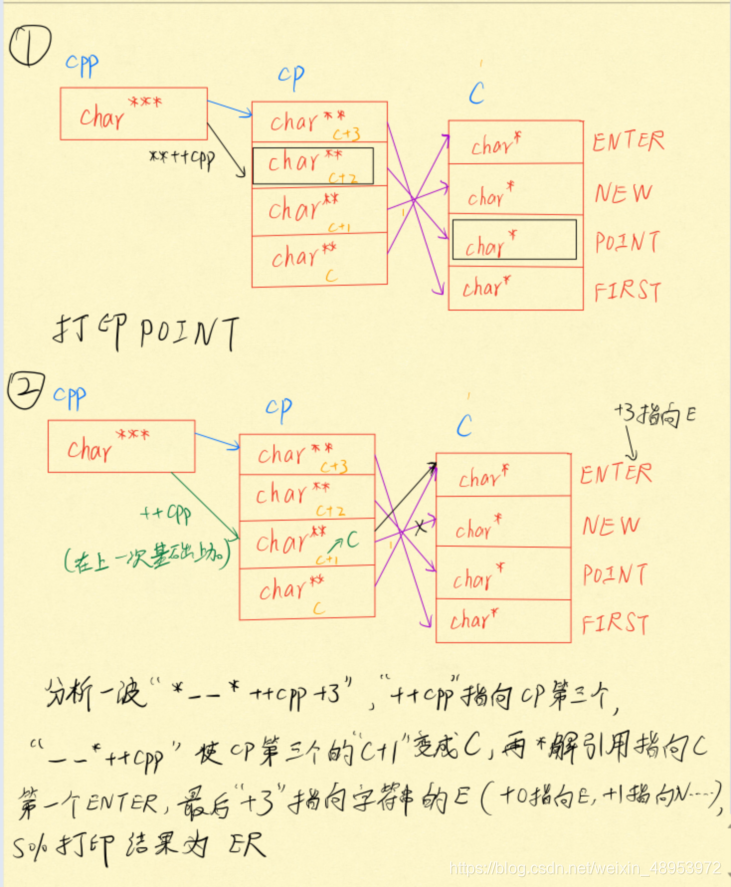 ①
cpp
cp
C
char***
char**
C+3
char*
ENTER
**++cpp
char**
C+2
char*
NEW
char**
C+1
char*
POINT
char**
C
char*
FIRST
打印POINT
②
cpp
cp
C
+3指向E
char***
char**
C+3
char*
ENTER
char**
C+2
++cpp
char*
NEW
(在上一次基础上加。)
char**
C+1
C
char*
POINT
char**
C
char*
FIRST
分析一波“*--*++cpp+3”,“++cpp”指向CP第三个,
“--*++cpp”使CP第三个的“C+1”变成C,再*解引用指向C
第一个ENTER,最后“+3”指向字符串的E(+0指向E,+1指向N……),
S%打印结果为 ER
https://blog.csdn.net/weixin_48953972